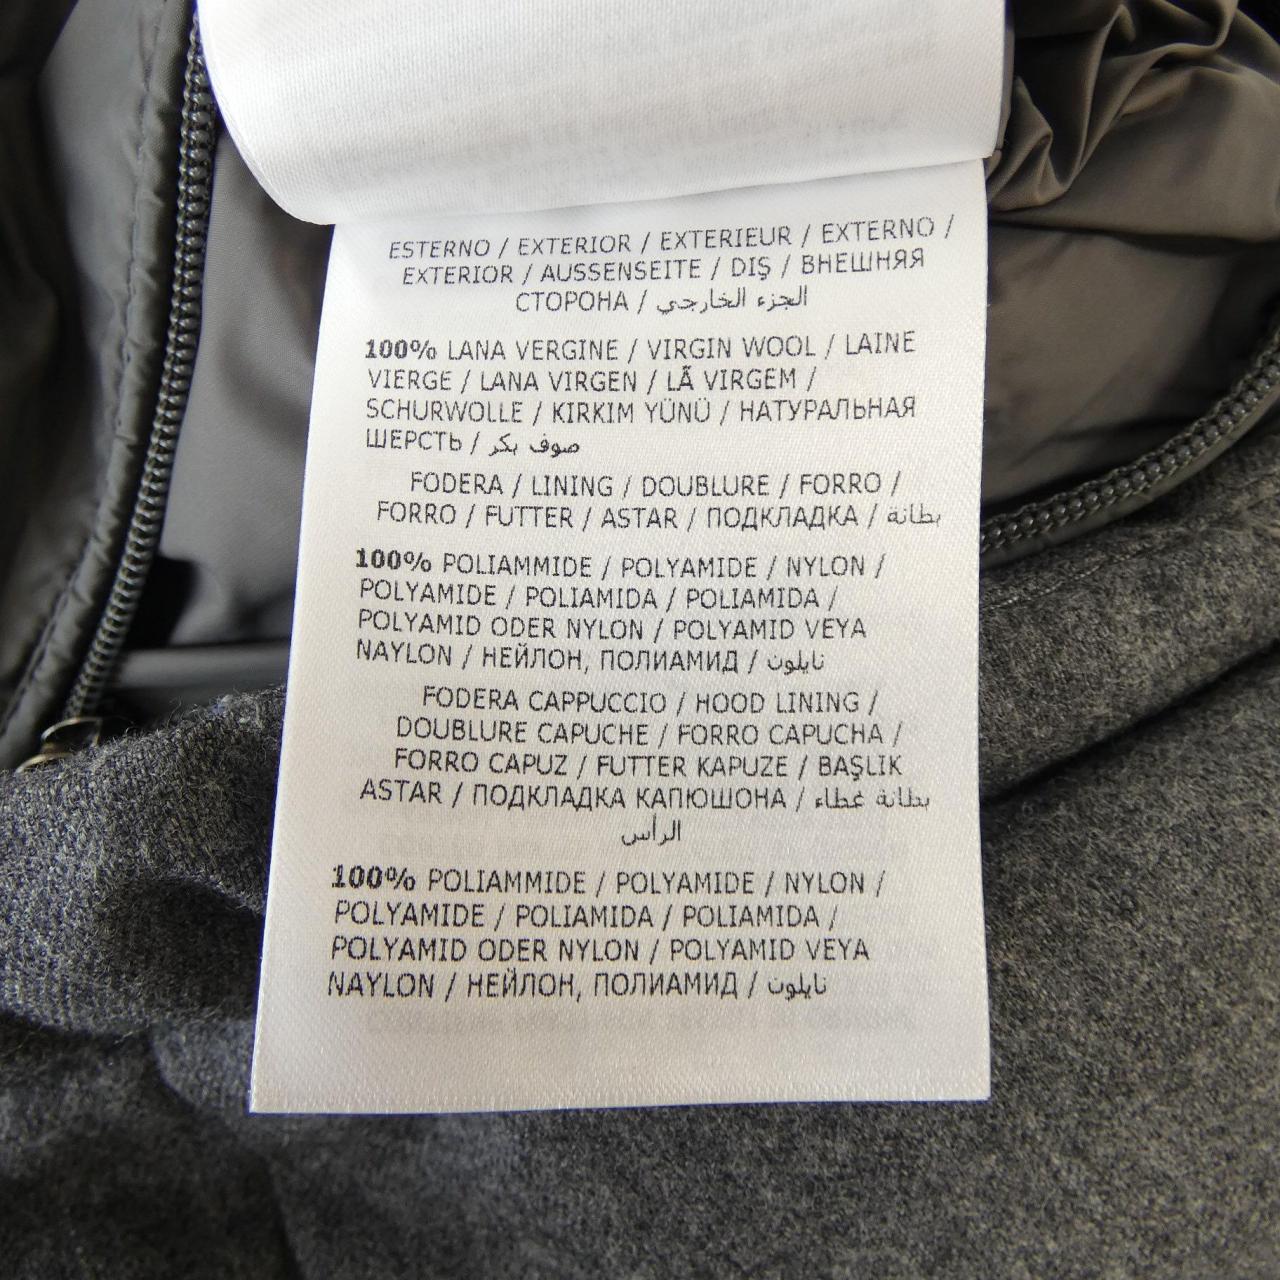 ESTERNO / EXTERIOR / EXTERIEUR / EXTERNO /
EXTERIOR / AUSSENSEITE / DIŞ / ВНЕШНЯЯ
СТОРОНА / الجزء الخارجي
100% LANA VERGINE / VIRGIN WOOL / LAINE
VIERGE / LANA VIRGEN / LÃ VIRGEM /
SCHURWOLLE / KIRKIM YÜNÜ / НАТУРАЛЬНАЯ
ШЕРСТЬ / صوف بكر
FODERA / LINING / DOUBLURE / FORRO /
FORRO / FUTTER / ASTAR / ПОДКЛАДКА / بطانة
100% POLIAMMIDE / POLYAMIDE / NYLON /
POLYAMIDE / POLIAMIDA / POLIAMIDA /
POLYAMID ODER NYLON / POLYAMID VEYA
NAYLON / НЕЙЛОН, ПОЛИАМИД / نايلون
FODERA CAPPUCCIO / HOOD LINING /
DOUBLURE CAPUCHE / FORRO CAPUCHA /
FORRO CAPUZ / FUTTER KAPUZE / BAŞLIK
ASTAR / ПОДКЛАДКА КАПЮШОНА / بطانة غطاء
الرأس
100% POLIAMMIDE / POLYAMIDE / NYLON /
POLYAMIDE / POLIAMIDA / POLIAMIDA /
POLYAMID ODER NYLON / POLYAMID VEYA
NAYLON / НЕЙЛОН, ПОЛИАМИД / نايلون